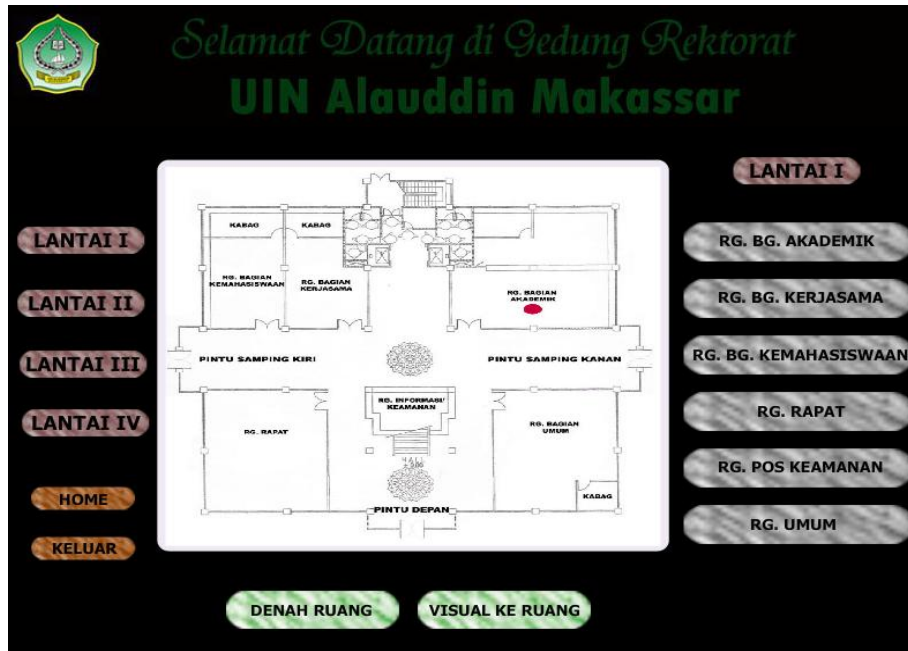 Selamat Datang di Gedung Rektorat
UIN Alauddin Makassar
LANTAI I
LANTAI II
LANTAI III
LANTAI IV
HOME
KELUAR
KABAG
KABAG
RG. BAGIAN
KEMAHASISWAAN
RG. BAGIAN
KERJASAMA
RG. BAGIAN
AKADEMIK
PINTU SAMPING KIRI
PINTU SAMPING KANAN
RG. INFORMASI/
KEAMANAN
RG. RAPAT
RG. BAGIAN
UMUM
HALL
KABAG
PINTU DEPAN
LANTAI I
RG. BG. AKADEMIK
RG. BG. KERJASAMA
RG. BG. KEMAHASISWAAN
RG. RAPAT
RG. POS KEAMANAN
RG. UMUM
DENAH RUANG
VISUAL KE RUANG